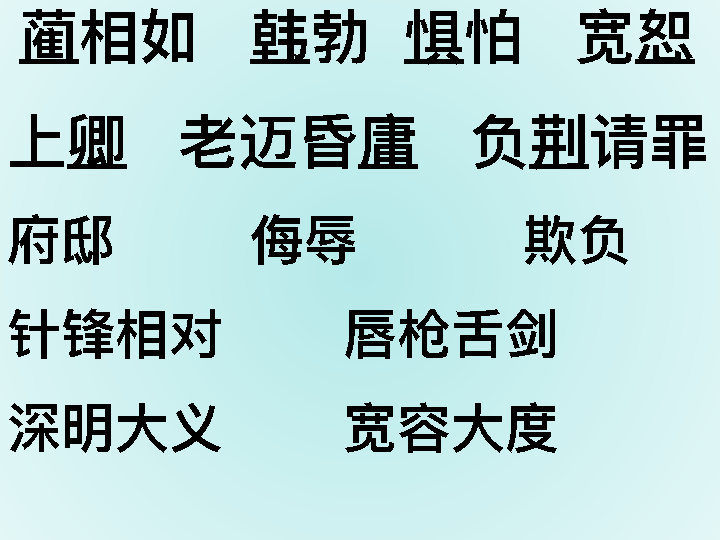 蔺相如 韩勃 惧怕 宽恕
上卿 老迈昏庸 负荆请罪
府邸 侮辱 欺负
针锋相对 唇枪舌剑
深明大义 宽容大度